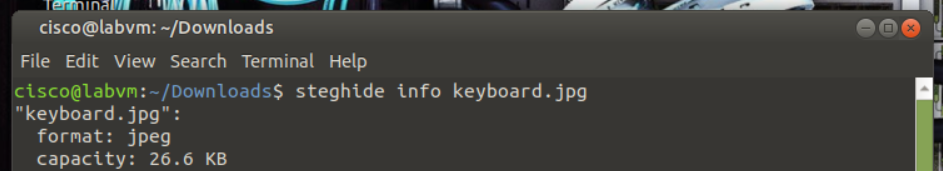 Terminal
cisco@labvm: ~/Downloads
File Edit View Search Terminal Help
cisco@labvm:~/Downloads$ steghide info keyboard.jpg
"keyboard.jpg":
  format: jpeg
  capacity: 26.6 KB